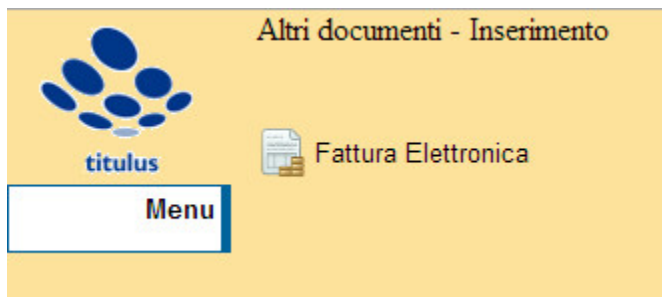 Altri documenti - Inserimento
Fattura Elettronica
titulus
Menu